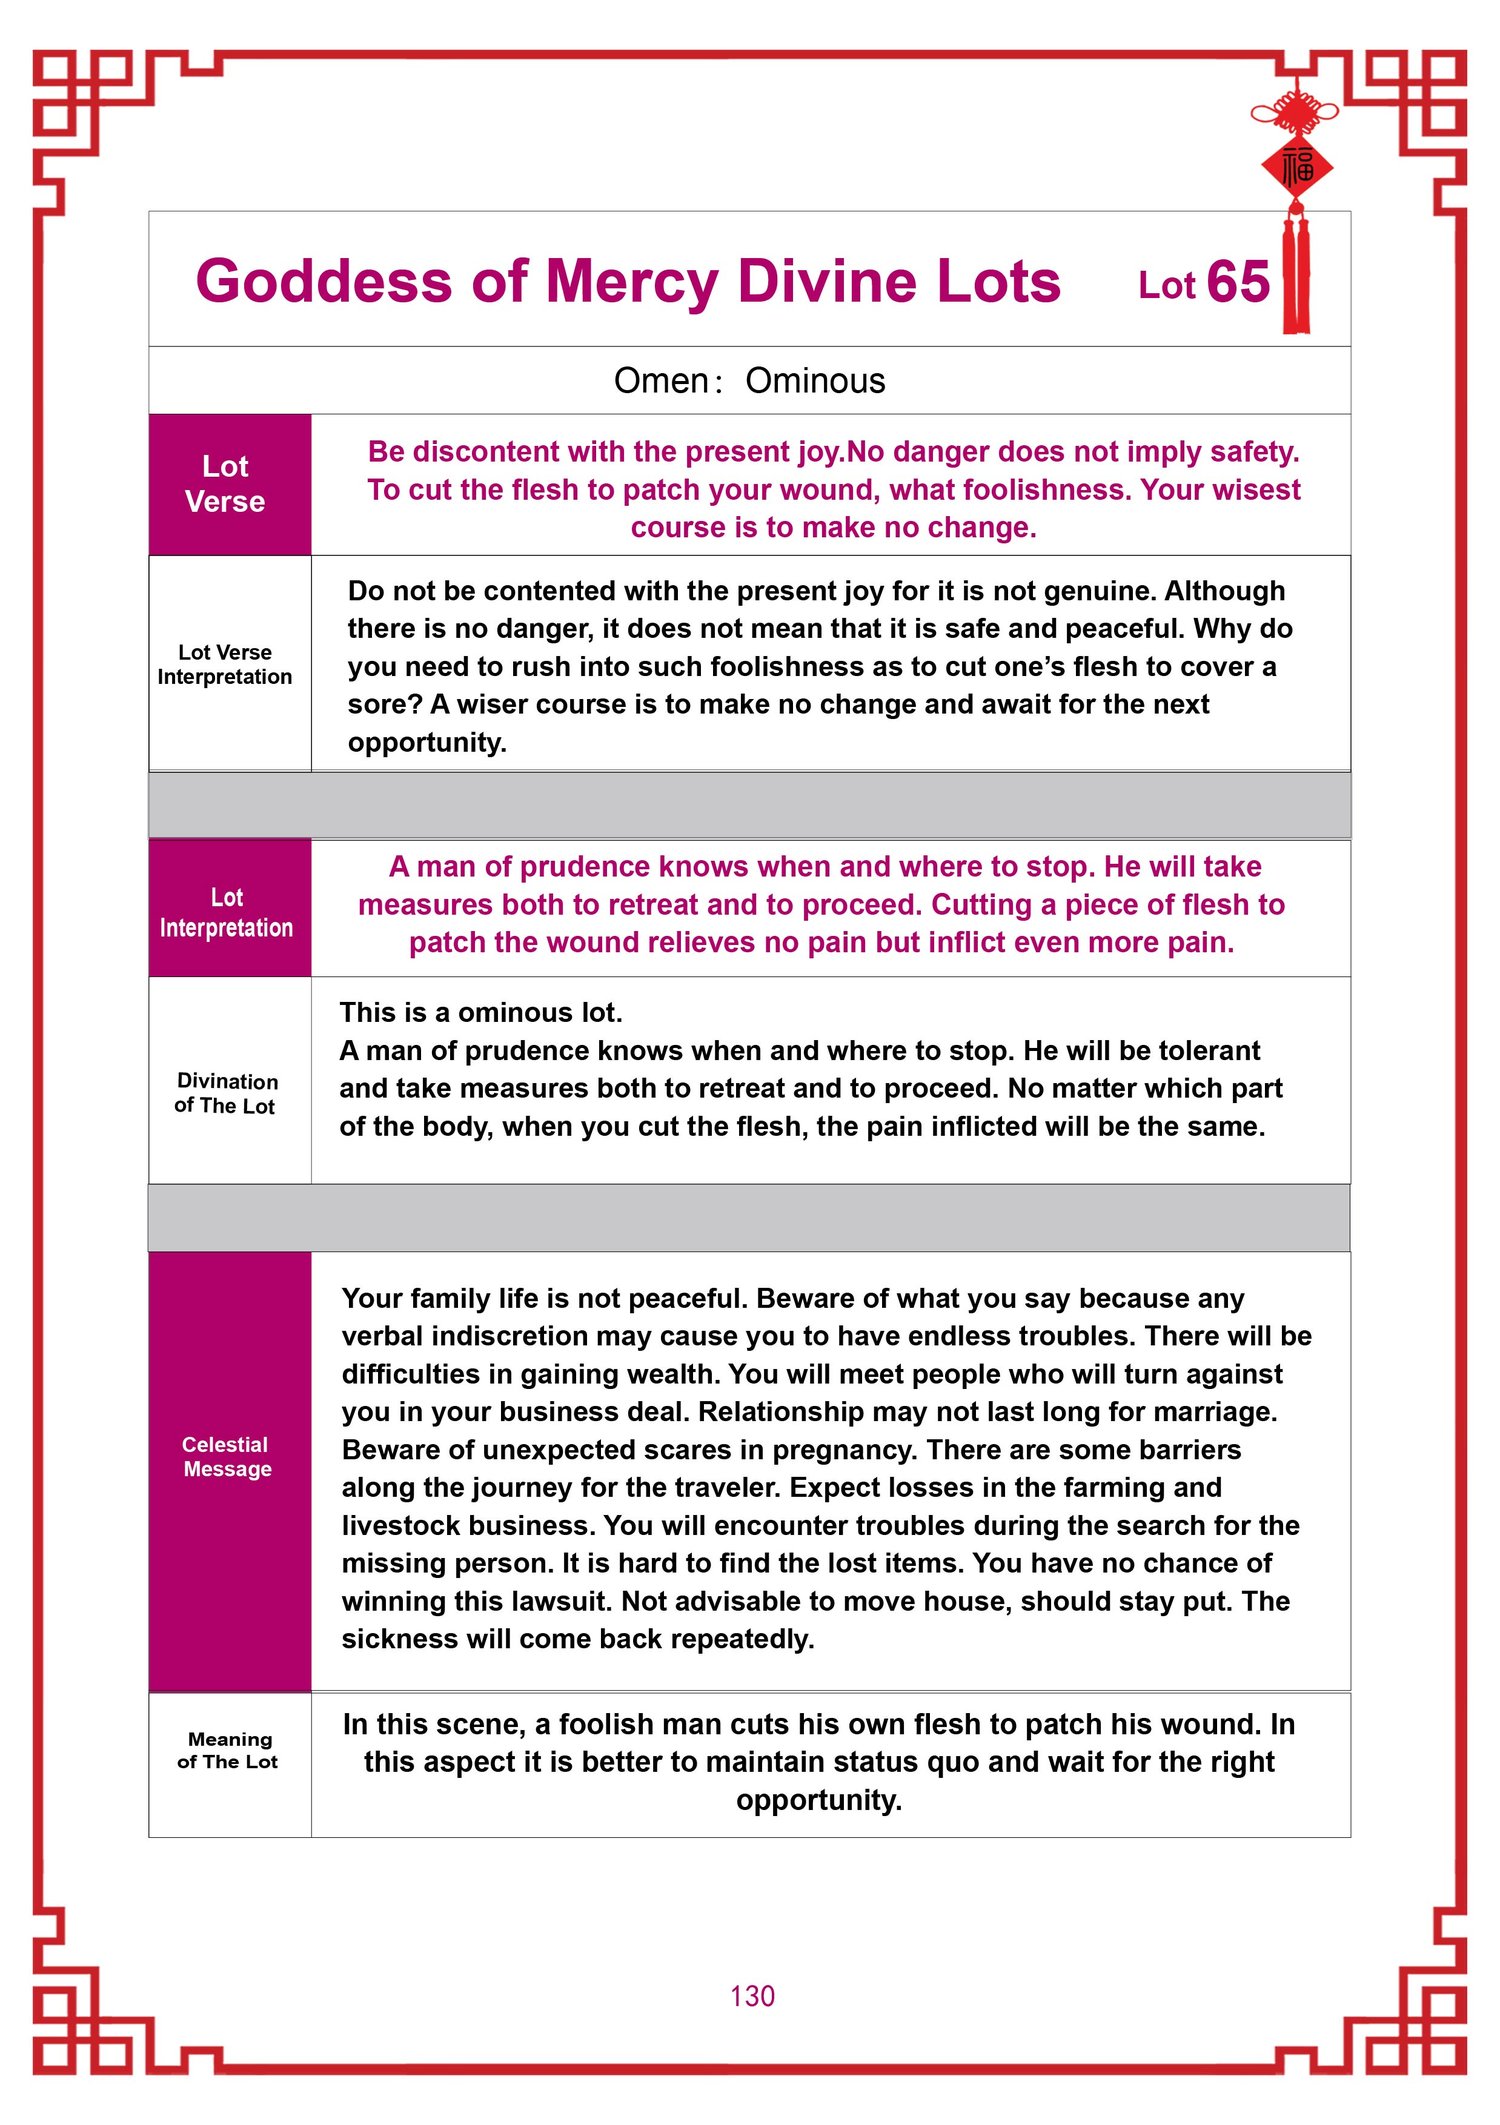 福
Goddess of Mercy Divine Lots Lot 65
Omen： Ominous
Lot
Verse
Be discontent with the present joy.No danger does not imply safety.
To cut the flesh to patch your wound, what foolishness. Your wisest
course is to make no change.
Lot Verse
Interpretation
Do not be contented with the present joy for it is not genuine. Although
there is no danger, it does not mean that it is safe and peaceful. Why do
you need to rush into such foolishness as to cut one’s flesh to cover a
sore? A wiser course is to make no change and await for the next
opportunity.
Lot
Interpretation
A man of prudence knows when and where to stop. He will take
measures both to retreat and to proceed. Cutting a piece of flesh to
patch the wound relieves no pain but inflict even more pain.
Divination
of The Lot
This is a ominous lot.
A man of prudence knows when and where to stop. He will be tolerant
and take measures both to retreat and to proceed. No matter which part
of the body, when you cut the flesh, the pain inflicted will be the same.
Celestial
Message
Your family life is not peaceful. Beware of what you say because any
verbal indiscretion may cause you to have endless troubles. There will be
difficulties in gaining wealth. You will meet people who will turn against
you in your business deal. Relationship may not last long for marriage.
Beware of unexpected scares in pregnancy. There are some barriers
along the journey for the traveler. Expect losses in the farming and
livestock business. You will encounter troubles during the search for the
missing person. It is hard to find the lost items. You have no chance of
winning this lawsuit. Not advisable to move house, should stay put. The
sickness will come back repeatedly.
Meaning
of The Lot
In this scene, a foolish man cuts his own flesh to patch his wound. In
this aspect it is better to maintain status quo and wait for the right
opportunity.
130